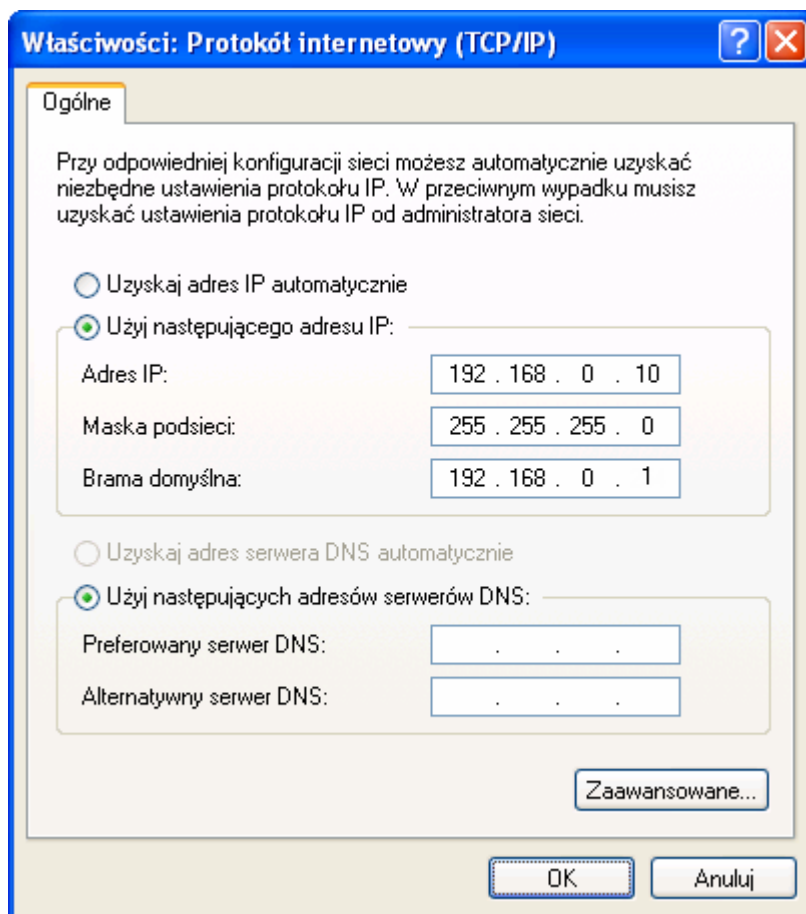 Właściwości: Protokół internetowy (TCP/IP)
Ogólne
Przy odpowiedniej konfiguracji sieci możesz automatycznie uzyskać
niezbędne ustawienia protokołu IP. W przeciwnym wypadku musisz
uzyskać ustawienia protokołu IP od administratora sieci.
Uzyskaj adres IP automatycznie
Użyj następującego adresu IP:
Adres IP: 192 . 168 . 0 . 10
Maska podsieci: 255 . 255 . 255 . 0
Brama domyślna: 192 . 168 . 0 . 1
Uzyskaj adres serwera DNS automatycznie
Użyj następujących adresów serwerów DNS:
Preferowany serwer DNS: . . .
Alternatywny serwer DNS: . . .
Zaawansowane...
OK Anuluj